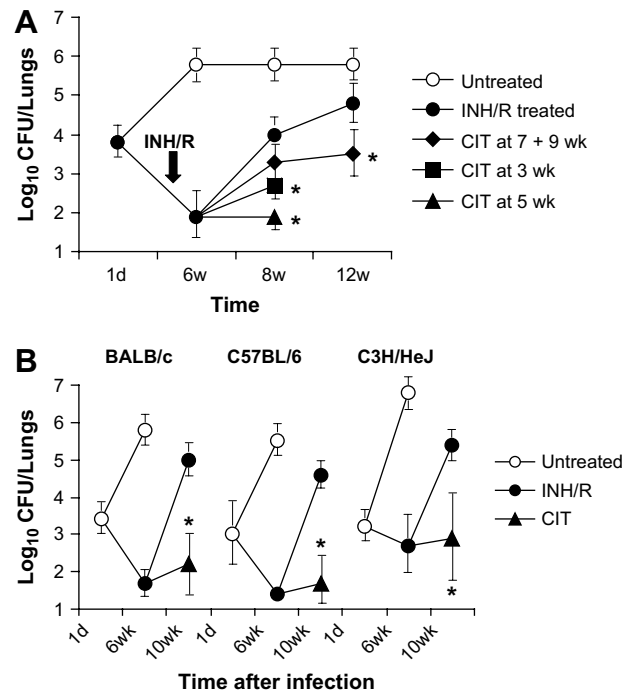 A
Log10 CFU/Lungs
7
6
5
4
3
2
1
INH/R
1d 6w 8w 12w
Time
Untreated
INH/R treated
CIT at 7 + 9 wk
CIT at 3 wk
CIT at 5 wk
*
*
*
B
BALB/c C57BL/6 C3H/HeJ
Log10 CFU/Lungs
7
6
5
4
3
2
1
*
*
*
1d 6wk 10wk 1d 6wk 10wk 1d 6wk 10wk
Time after infection
Untreated
INH/R
CIT